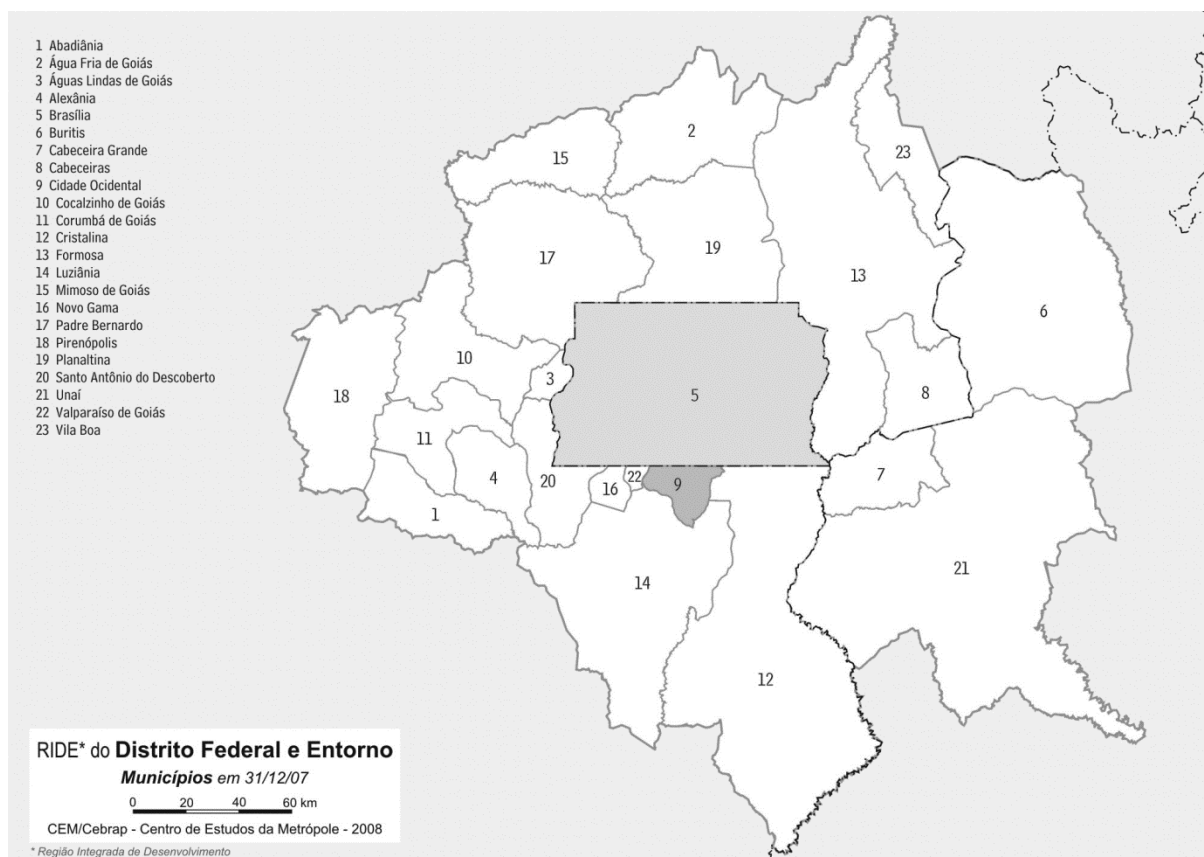 1 Abadiânia
2 Água Fria de Goiás
3 Águas Lindas de Goiás
4 Alexânia
5 Brasília
6 Buritis
7 Cabeceira Grande
8 Cabeceiras
9 Cidade Ocidental
10 Cocalzinho de Goiás
11 Corumbá de Goiás
12 Cristalina
13 Formosa
14 Luziânia
15 Mimoso de Goiás
16 Novo Gama
17 Padre Bernardo
18 Pirenópolis
19 Planaltina
20 Santo Antônio do Descoberto
21 Unaí
22 Valparaíso de Goiás
23 Vila Boa
2
15
23
19
17
13
6
10
3
18
5
8
11
4
20
16
22
9
7
1
14
21
12
RIDE* do Distrito Federal e Entorno
Municípios em 31/12/07
0 20 40 60 km
CEM/Cebrap - Centro de Estudos da Metrópole - 2008
* Região Integrada de Desenvolvimento